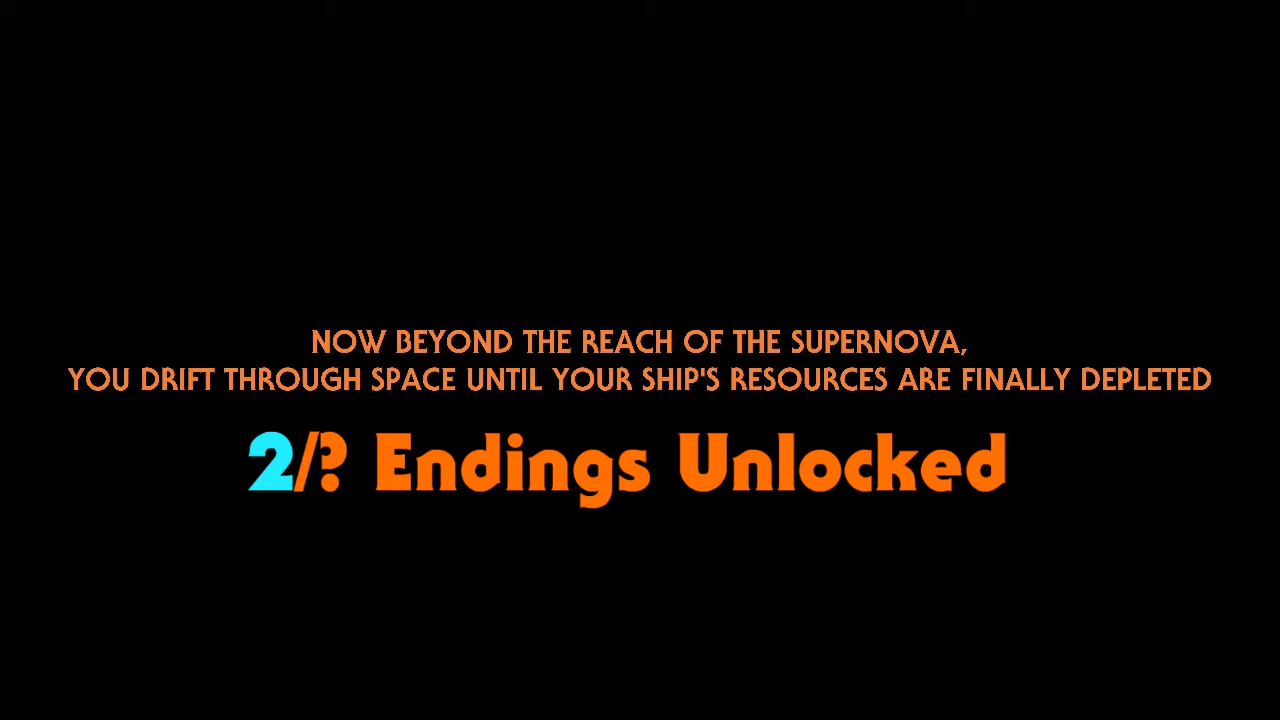 NOW BEYOND THE REACH OF THE SUPERNOVA,
YOU DRIFT THROUGH SPACE UNTIL YOUR SHIP'S RESOURCES ARE FINALLY DEPLETED
2/? Endings Unlocked